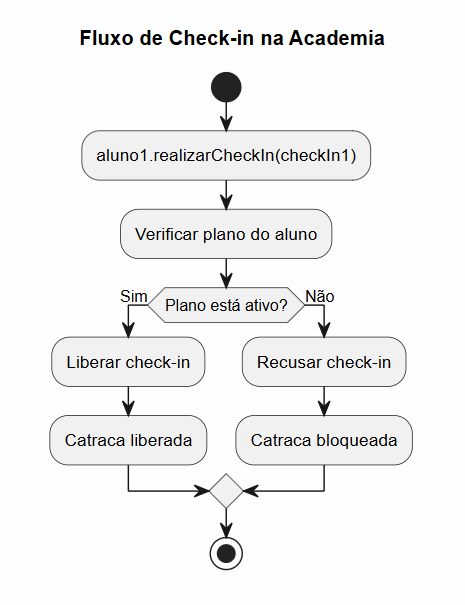 Fluxo de Check-in na Academia
aluno1.realizarCheckIn(checkIn1)
Verificar plano do aluno
Sim
Plano está ativo?
Não
Liberar check-in
Recusar check-in
Catraca liberada
Catraca bloqueada